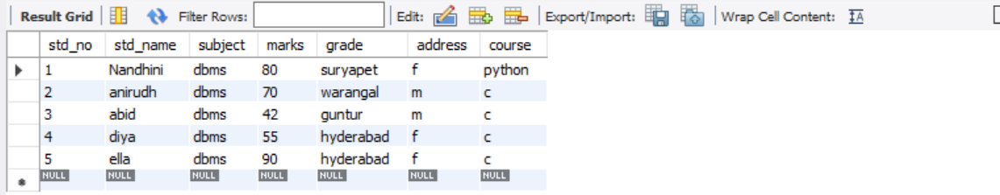 Result Grid Filter Rows: Edit: Export/Import: Wrap Cell Content: IA
std_no std_name subject marks grade address course
1 Nandhini dbms 80 suryapet f python
2 anirudh dbms 70 warangal m c
3 abid dbms 42 guntur m c
4 diya dbms 55 hyderabad f c
5 ella dbms 90 hyderabad f c
NULL NULL NULL NULL NULL NULL NULL